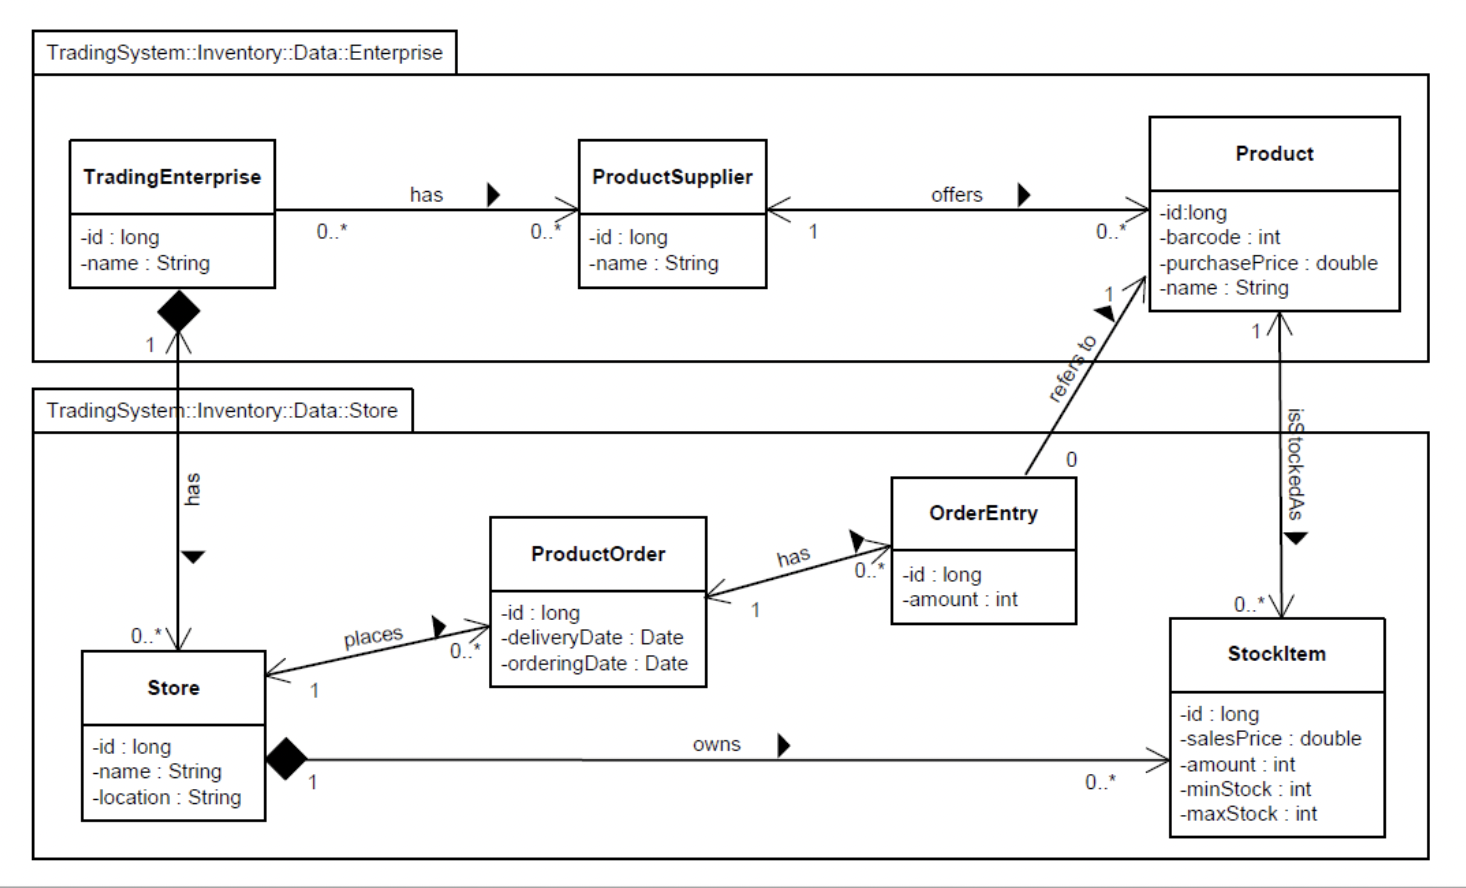 TradingSystem::Inventory::Data::Enterprise
TradingEnterprise
-id : long
-name : String
has
0..*
0..*
ProductSupplier
-id : long
-name : String
offers
1
0..*
Product
-id:long
-barcode : int
-purchasePrice : double
-name : String
1
1
1
refers to
TradingSystem::Inventory::Data::Store
has
isStockedAs
0
0..*
0..*
OrderEntry
-id : long
-amount : int
has
1
0..*
ProductOrder
-id : long
-deliveryDate : Date
-orderingDate : Date
places
1
0..*
Store
-id : long
-name : String
-location : String
owns
1
0..*
StockItem
-id : long
-salesPrice : double
-amount : int
-minStock : int
-maxStock : int